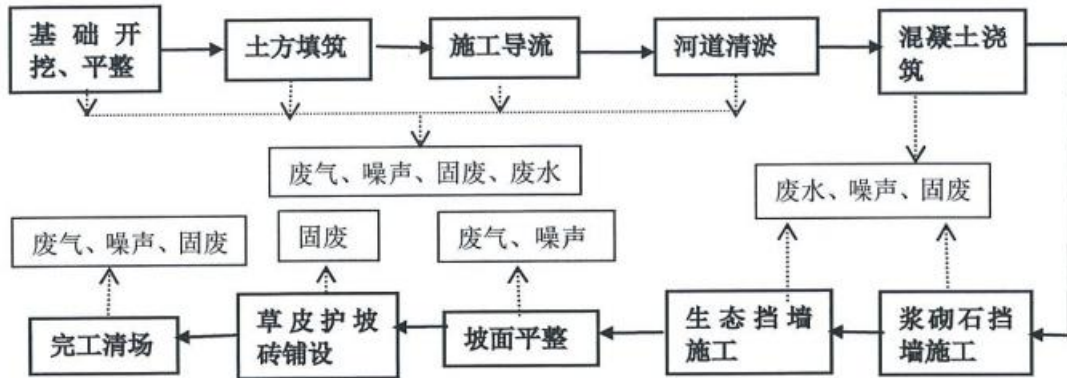 基础开
挖、平整
土方填筑
施工导流
河道清淤
混凝土浇
筑
废气、噪声、固废、废水
废水、噪声、固废
废气、噪声、固废
固废
废气、噪声
完工清场
草皮护坡
砖铺设
坡面平整
生态挡墙
施工
浆砌石挡
墙施工